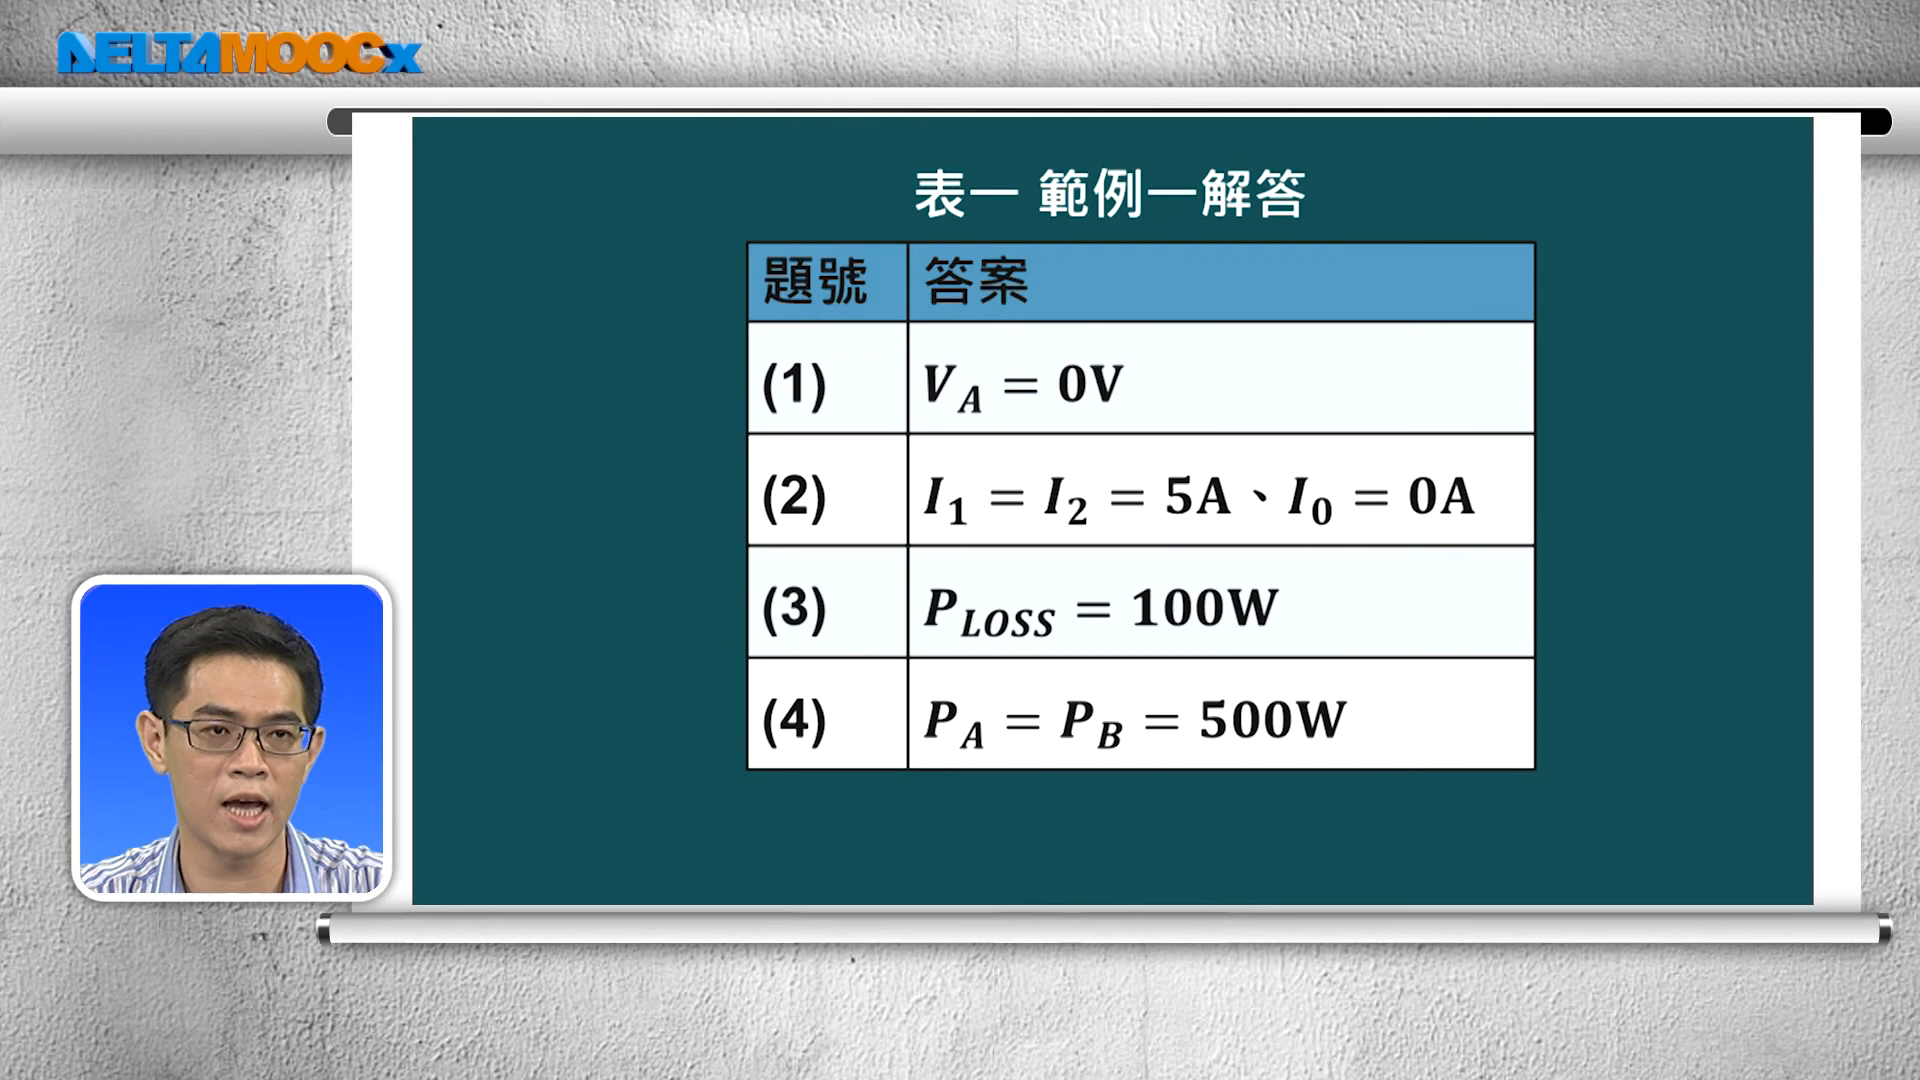 DELTAMOOCx
表一 範例一解答
題號 答案
(1) V_A = 0V
(2) I_1 = I_2 = 5A、I_0 = 0A
(3) P_LOSS = 100W
(4) P_A = P_B = 500W